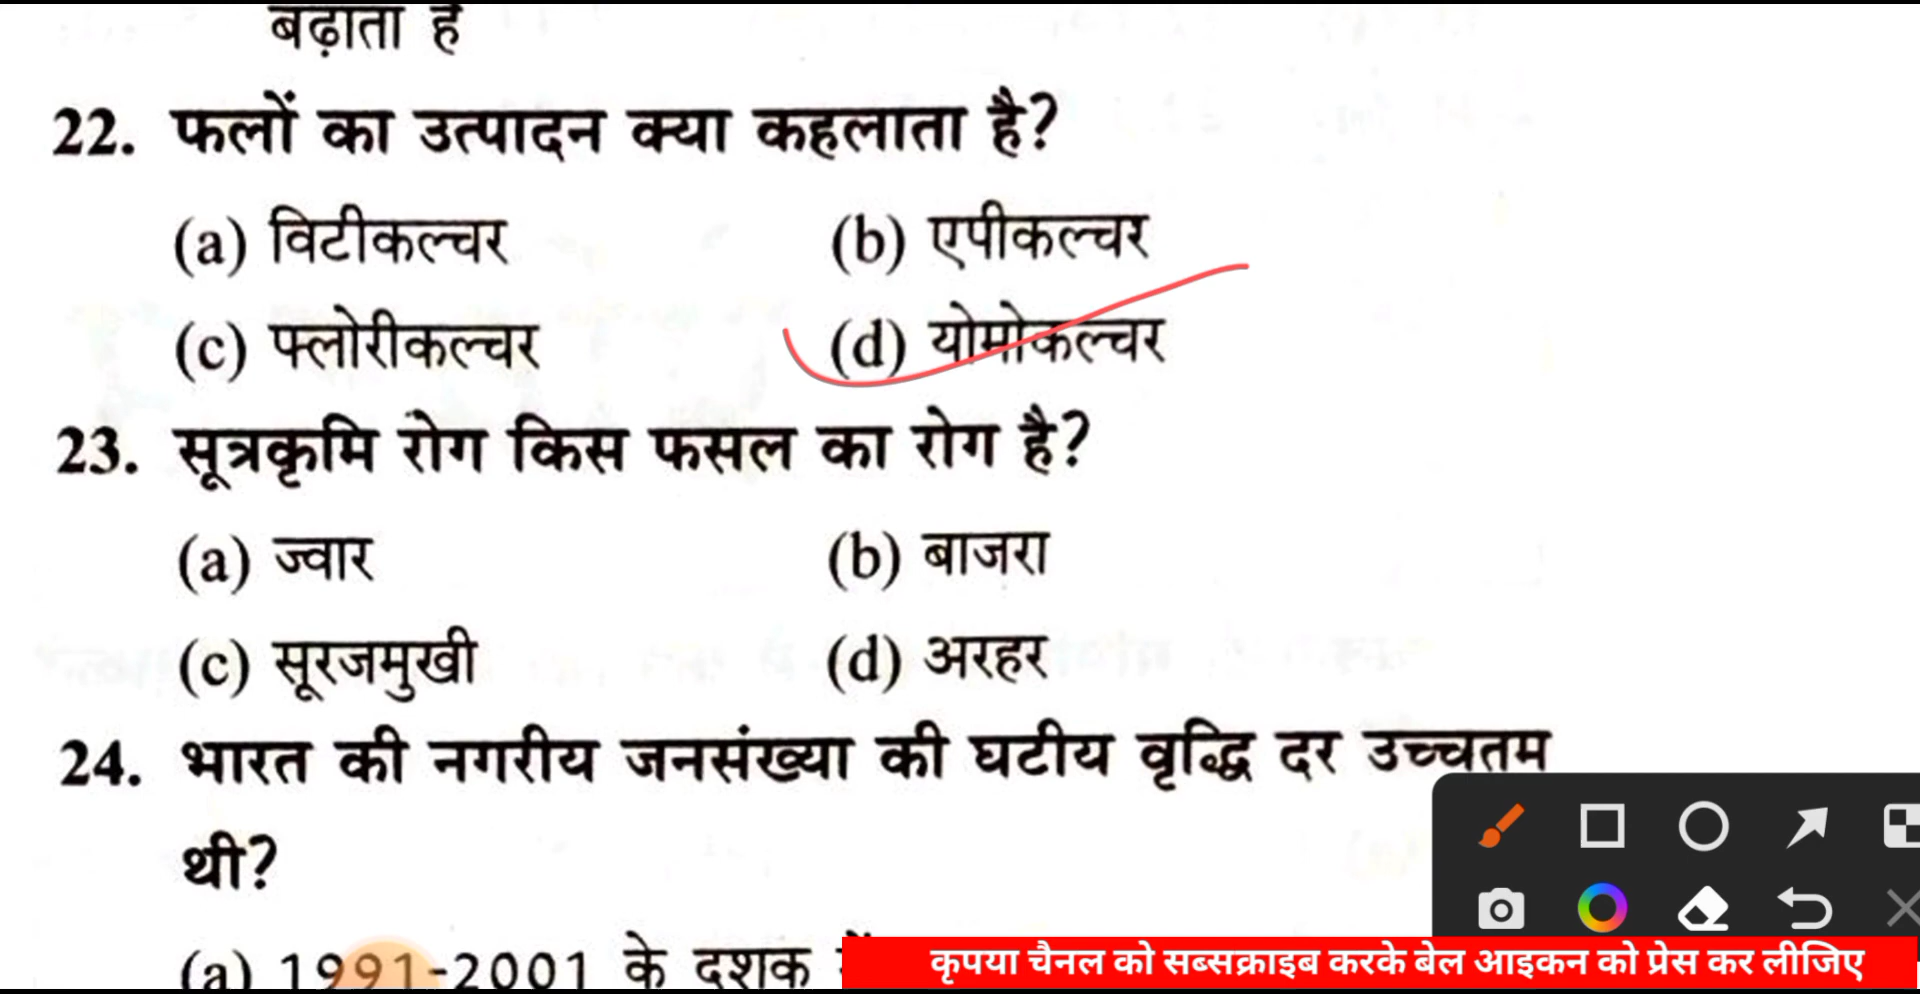 बढ़ाता है
22. फलों का उत्पादन क्या कहलाता है?
(a) विटीकल्चर (b) एपीकल्चर
(c) फ्लोरीकल्चर (d) योमोकल्चर
23. सूत्रकृमि रोग किस फसल का रोग है?
(a) ज्वार (b) बाजरा
(c) सूरजमुखी (d) अरहर
24. भारत की नगरीय जनसंख्या की घटीय वृद्धि दर उच्चतम
थी?
(a) 1991-2001 के दशक
कृपया चैनल को सब्सक्राइब करके बेल आइकन को प्रेस कर लीजिए